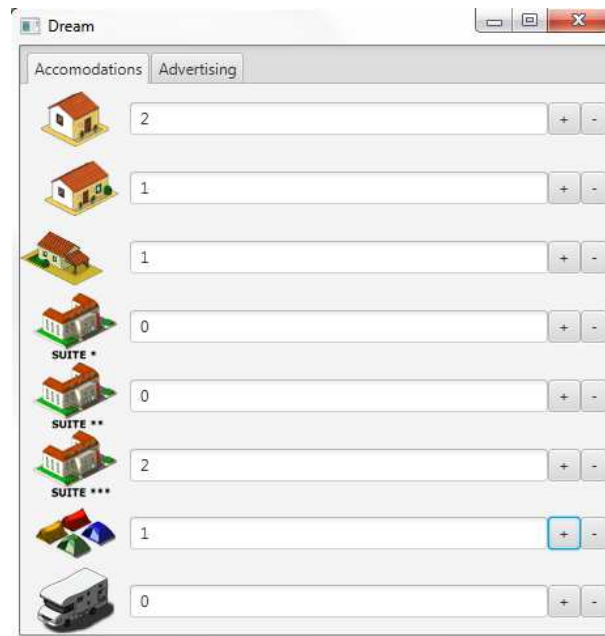 Dream
Accomodations Advertising
2 + -
1 + -
1 + -
0 + -
SUITE *
0 + -
SUITE **
2 + -
SUITE ***
1 + -
0 + -